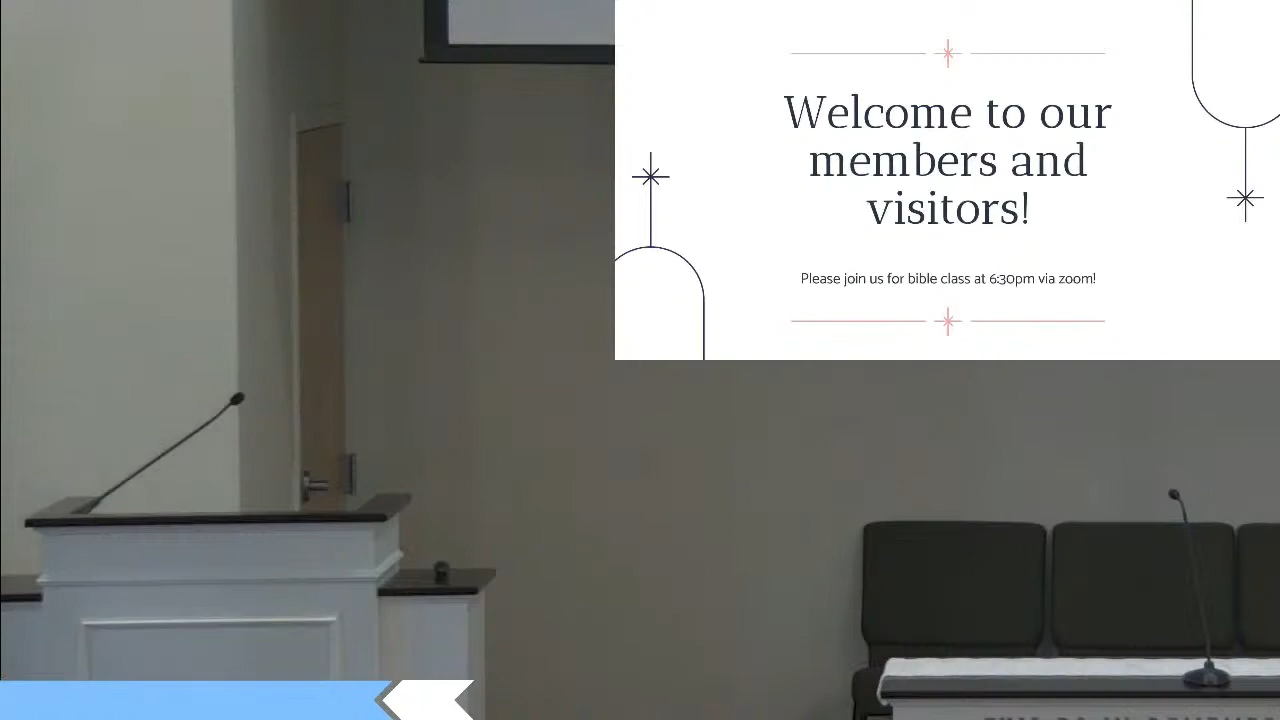 Welcome to our
members and
visitors!
Please join us for bible class at 6:30pm via zoom!